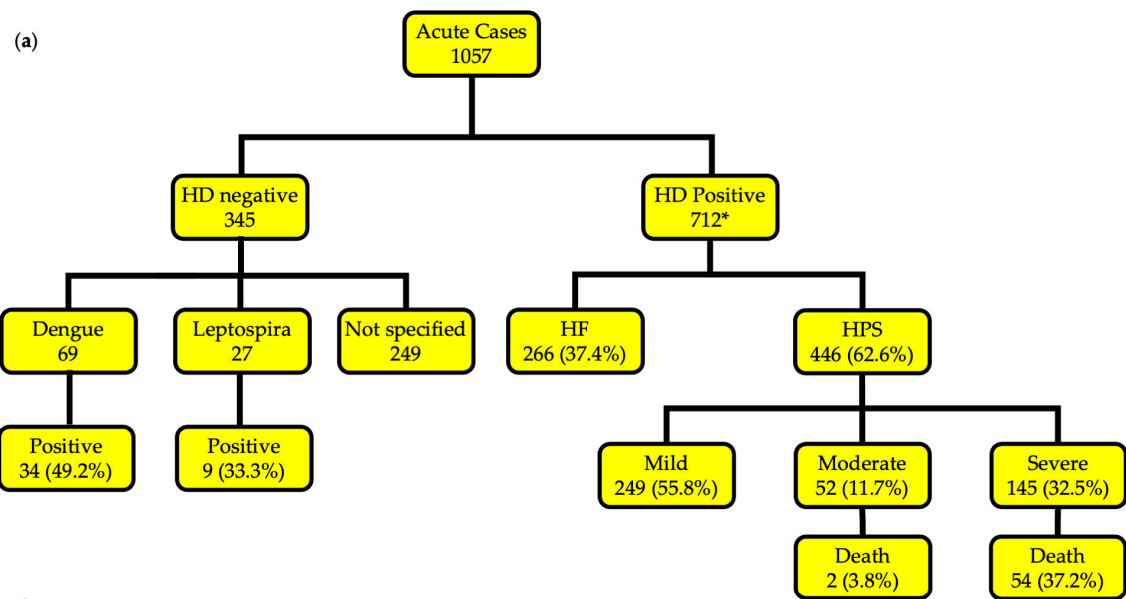 (a)
Acute Cases
1057
HD negative
345
HD Positive
712*
Dengue
69
Leptospira
27
Not specified
249
HF
266 (37.4%)
HPS
446 (62.6%)
Positive
34 (49.2%)
Positive
9 (33.3%)
Mild
249 (55.8%)
Moderate
52 (11.7%)
Severe
145 (32.5%)
Death
2 (3.8%)
Death
54 (37.2%)